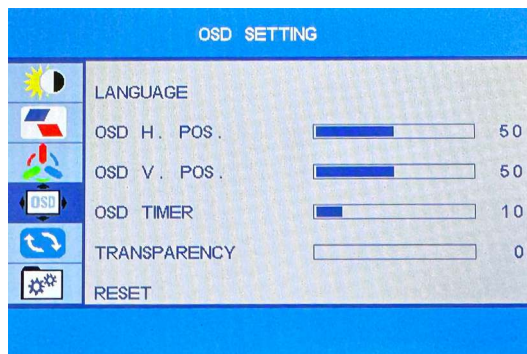 OSD SETTING
LANGUAGE
OSD H. POS. 50
OSD V. POS. 50
OSD OSD TIMER 10
TRANSPARENCY 0
RESET